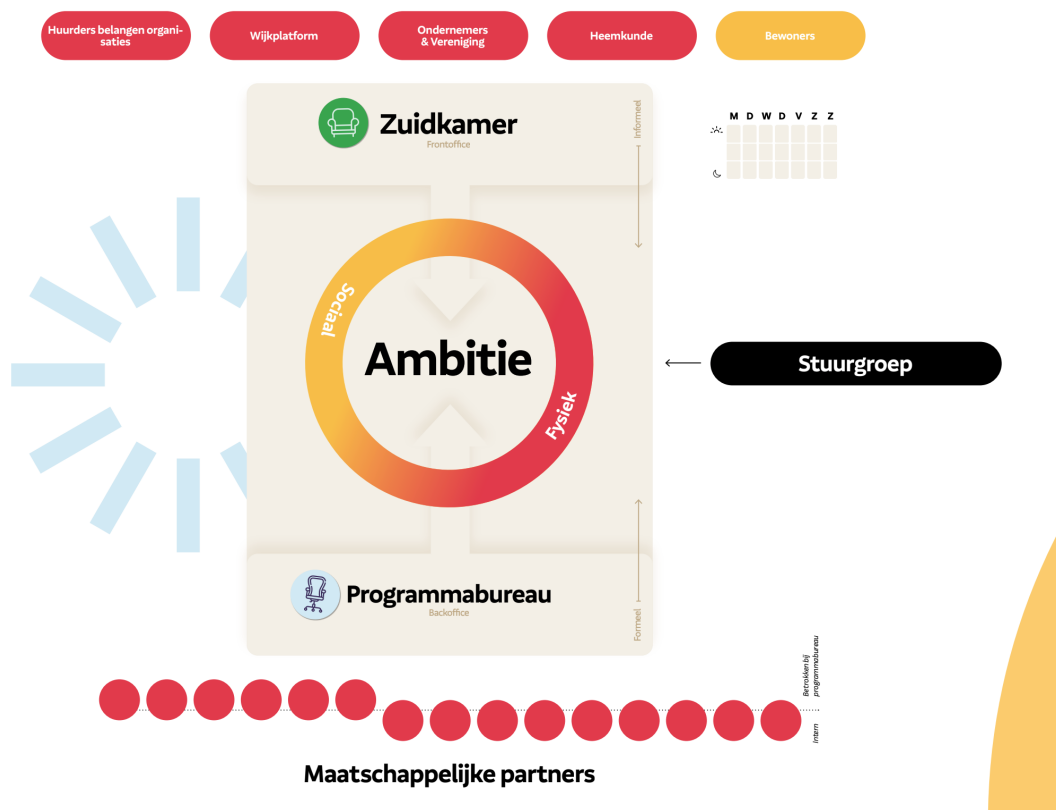 Huurders belangen organi-
saties
Wijkplatform
Ondernemers
& Vereniging
Heemkunde
Bewoners
Zuidkamer
Frontoffice
Informeel
M D W D V Z Z
Sociaal
Ambitie
Fysiek
Stuurgroep
Programmabureau
Backoffice
Formeel
Betrokken bij
programmabureau
Intern
Maatschappelijke partners